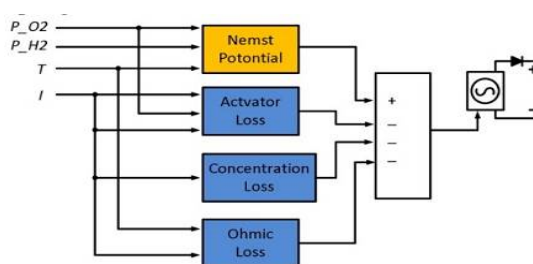 P_O2
P_H2
T
I
Nemst
Potential
Actvator
Loss
Concentration
Loss
Ohmic
Loss
+
−
−
−
+
−